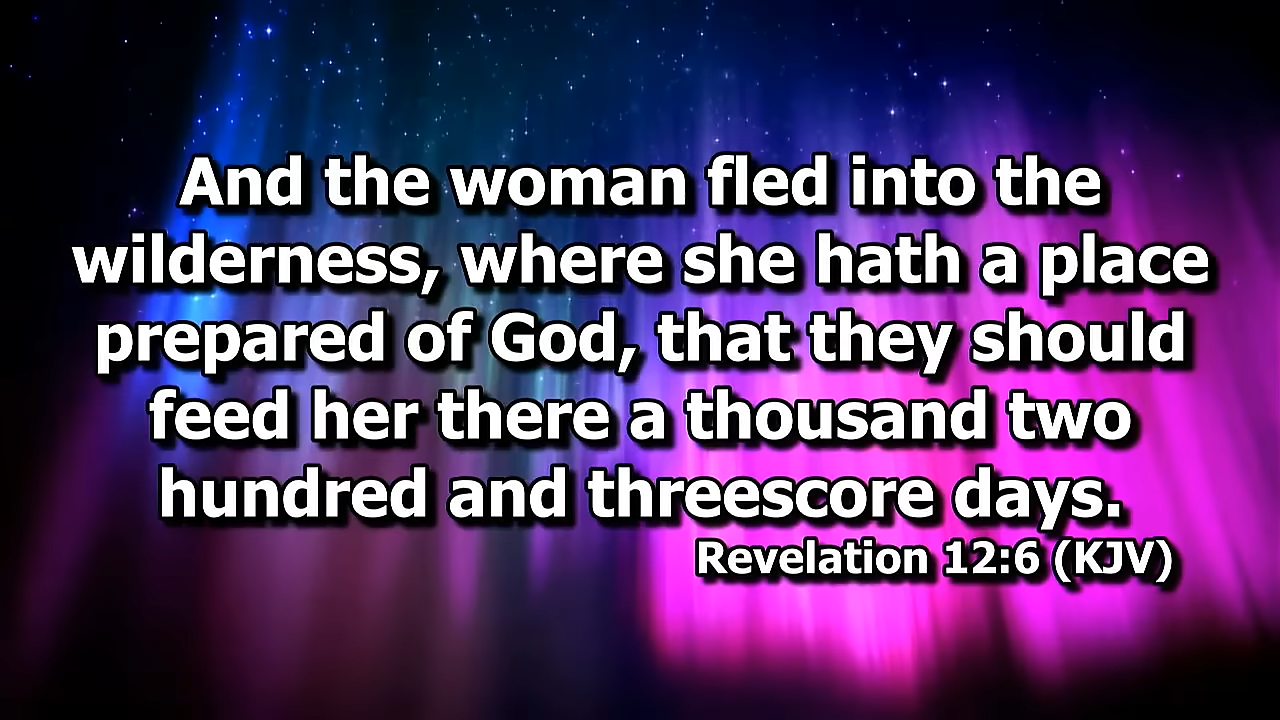 And the woman fled into the
wilderness, where she hath a place
prepared of God, that they should
feed her there a thousand two
hundred and threescore days.
Revelation 12:6 (KJV)